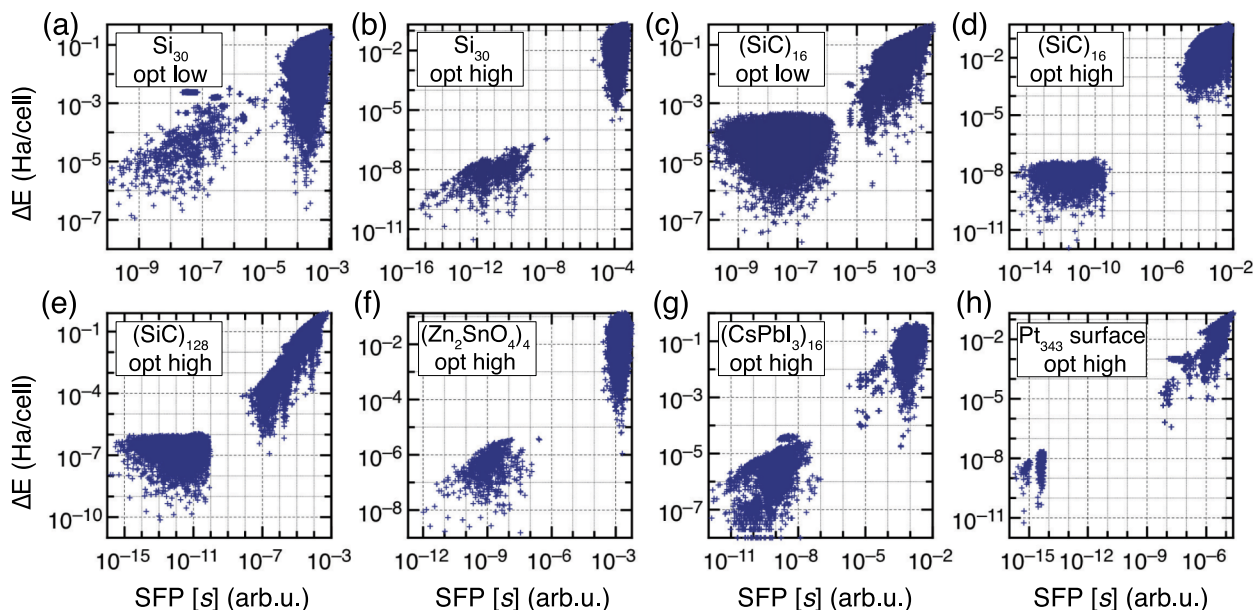 (a) Si₃₀ opt low
(b) Si₃₀ opt high
(c) (SiC)₁₆ opt low
(d) (SiC)₁₆ opt high
ΔE (Ha/cell)
10⁻¹ 10⁻³ 10⁻⁵ 10⁻⁷
10⁻² 10⁻⁵ 10⁻⁸ 10⁻¹¹
10⁻¹ 10⁻³ 10⁻⁵ 10⁻⁷
10⁻² 10⁻⁵ 10⁻⁸ 10⁻¹¹
10⁻⁹ 10⁻⁷ 10⁻⁵ 10⁻³
10⁻¹⁶ 10⁻¹² 10⁻⁸ 10⁻⁴
10⁻⁹ 10⁻⁷ 10⁻⁵ 10⁻³
10⁻¹⁴ 10⁻¹⁰ 10⁻⁶ 10⁻²
(e) (SiC)₁₂₈ opt high
(f) (Zn₂SnO₄)₄ opt high
(g) (CsPbI₃)₁₆ opt high
(h) Pt₃₄₃ surface opt high
ΔE (Ha/cell)
10⁻¹ 10⁻⁴ 10⁻⁷ 10⁻¹⁰
10⁻² 10⁻⁴ 10⁻⁶ 10⁻⁸
10⁻¹ 10⁻³ 10⁻⁵ 10⁻⁷
10⁻² 10⁻⁵ 10⁻⁸ 10⁻¹¹
10⁻¹⁵ 10⁻¹¹ 10⁻⁷ 10⁻³
10⁻¹² 10⁻⁹ 10⁻⁶ 10⁻³
10⁻¹¹ 10⁻⁸ 10⁻⁵ 10⁻²
10⁻¹⁵ 10⁻¹² 10⁻⁹ 10⁻⁶
SFP [s] (arb.u.)
SFP [s] (arb.u.)
SFP [s] (arb.u.)
SFP [s] (arb.u.)